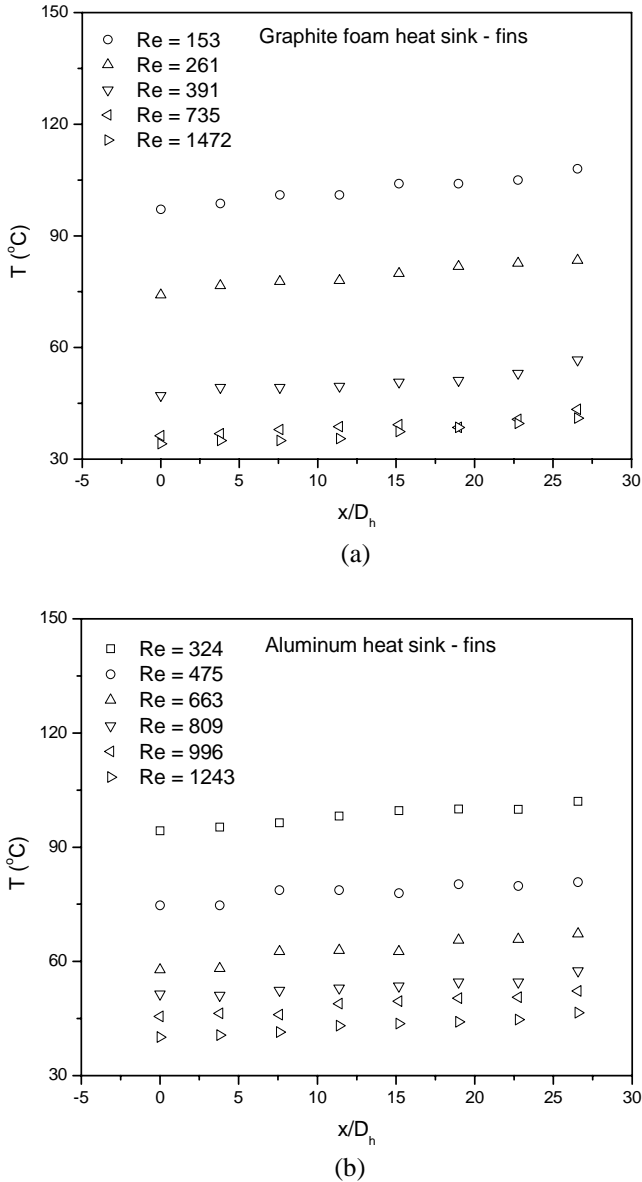 150
120
90
60
30
T (°C)
Graphite foam heat sink - fins
Re = 153
Re = 261
Re = 391
Re = 735
Re = 1472
-5 0 5 10 15 20 25 30
x/Dₕ
(a)
150
120
90
60
30
T (°C)
Aluminum heat sink - fins
Re = 324
Re = 475
Re = 663
Re = 809
Re = 996
Re = 1243
-5 0 5 10 15 20 25 30
x/Dₕ
(b)